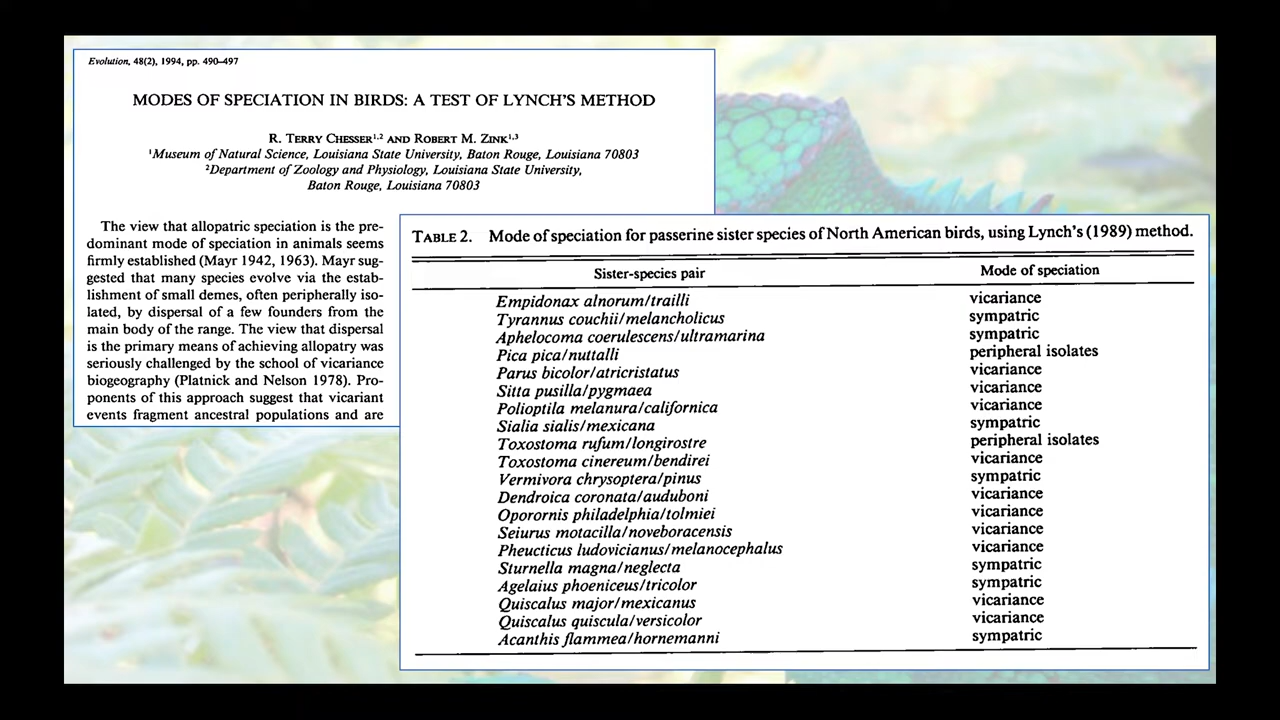 Evolution, 48(2), 1994, pp. 490–497
MODES OF SPECIATION IN BIRDS: A TEST OF LYNCH'S METHOD
R. TERRY CHESSER1,2 AND ROBERT M. ZINK1,3
1Museum of Natural Science, Louisiana State University, Baton Rouge, Louisiana 70803
2Department of Zoology and Physiology, Louisiana State University,
Baton Rouge, Louisiana 70803
The view that allopatric speciation is the pre-
dominant mode of speciation in animals seems
firmly established (Mayr 1942, 1963). Mayr sug-
gested that many species evolve via the estab-
lishment of small demes, often peripherally iso-
lated, by dispersal of a few founders from the
main body of the range. The view that dispersal
is the primary means of achieving allopatry was
seriously challenged by the school of vicariance
biogeography (Platnick and Nelson 1978). Pro-
ponents of this approach suggest that vicariant
events fragment ancestral populations and are
TABLE 2. Mode of speciation for passerine sister species of North American birds, using Lynch's (1989) method.
Sister-species pair Mode of speciation
Empidonax alnorum/trailli vicariance
Tyrannus couchii/melancholicus sympatric
Aphelocoma coerulescens/ultramarina sympatric
Pica pica/nuttalli peripheral isolates
Parus bicolor/atricristatus vicariance
Sitta pusilla/pygmaea vicariance
Polioptila melanura/californica vicariance
Sialia sialis/mexicana sympatric
Toxostoma rufum/longirostre peripheral isolates
Toxostoma cinereum/bendirei vicariance
Vermivora chrysoptera/pinus sympatric
Dendroica coronata/auduboni vicariance
Oporornis philadelphia/tolmiei vicariance
Seiurus motacilla/noveboracensis vicariance
Pheucticus ludovicianus/melanocephalus vicariance
Sturnella magna/neglecta sympatric
Agelaius phoeniceus/tricolor sympatric
Quiscalus major/mexicanus vicariance
Quiscalus quiscula/versicolor vicariance
Acanthis flammea/hornemanni sympatric